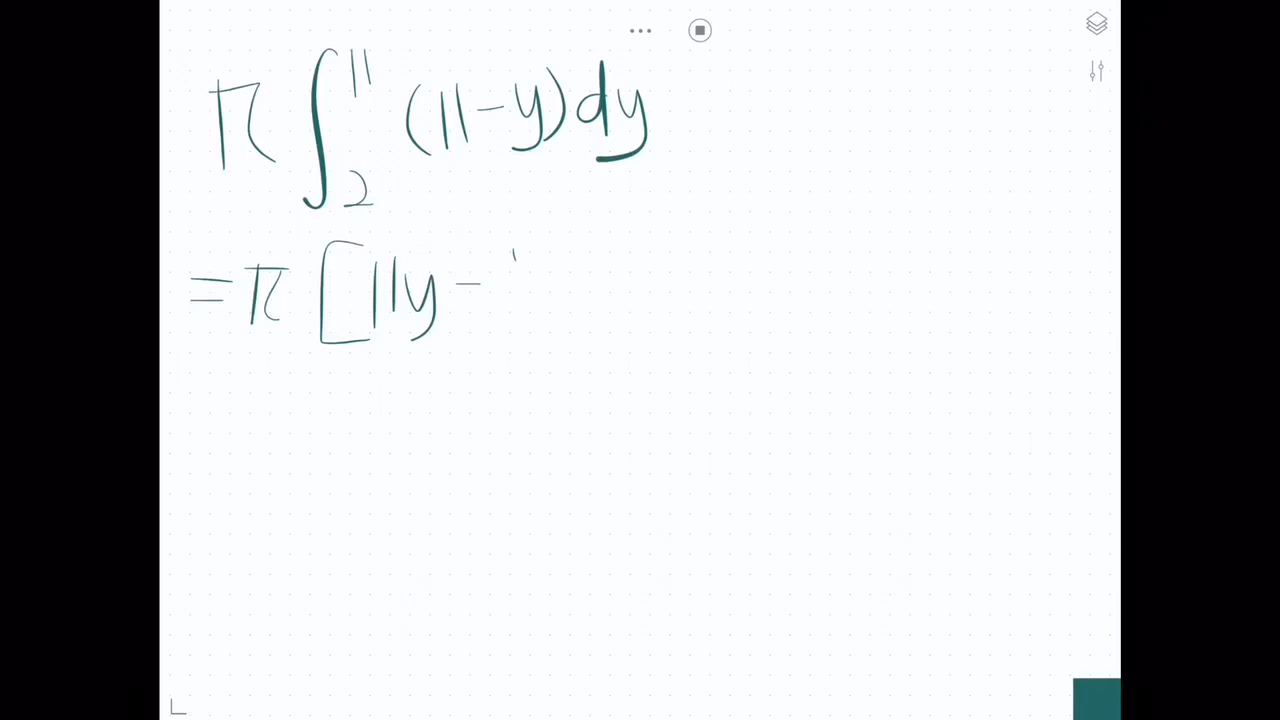 π ∫₂¹¹ (11-y)dy
= π [11y -